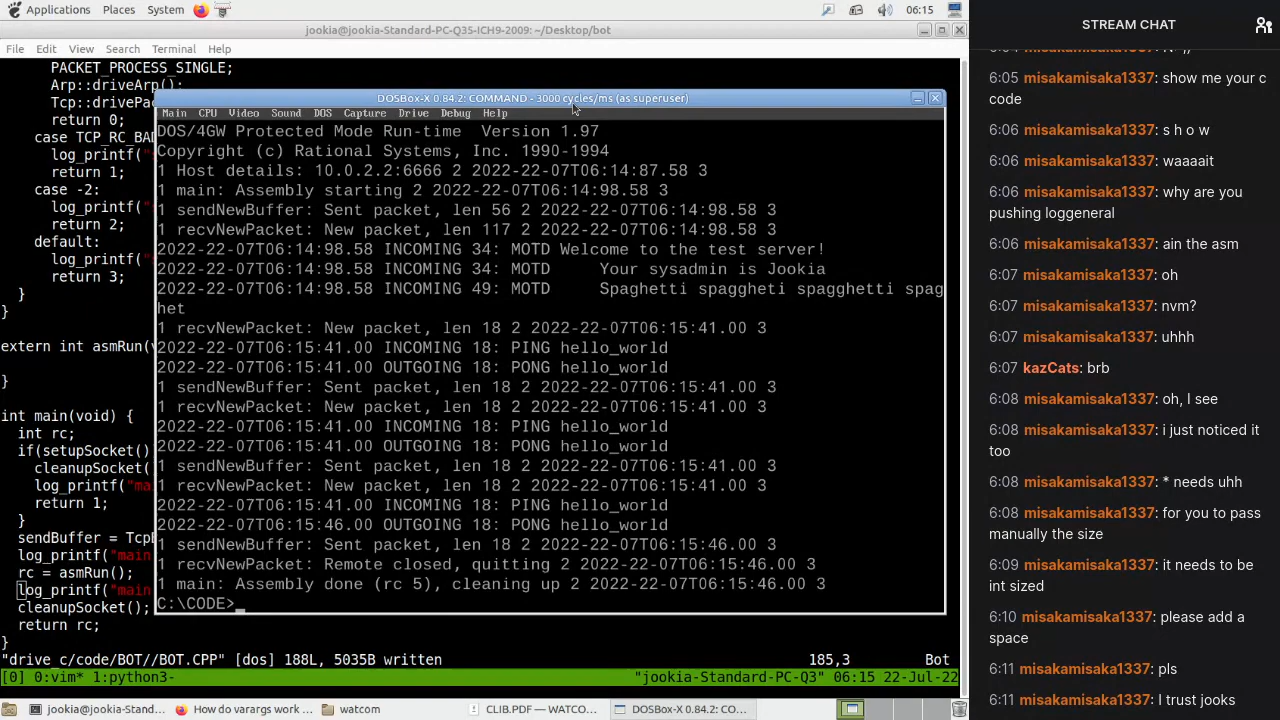 Applications Places System 06:15
jookia@jookia-Standard-PC-Q35-ICH9-2009: ~/Desktop/bot
File Edit View Search Terminal Help
PACKET_PROCESS_SINGLE;
Arp::driveArp();
Tcp::drivePa
return 0;
case TCP_RC_BAD
log_printf("
return 1;
case -2:
log_printf("
return 2;
default:
log_printf("
return 3;
}
}
extern int asmRun(v
}
int main(void) {
int rc;
if(setupSocket()
cleanupSocket(
log_printf("ma
return 1;
}
sendBuffer = TcpB
log_printf("main
rc = asmRun();
log_printf("main
cleanupSocket();
return rc;
}
"drive_c/code/BOT//BOT.CPP" [dos] 188L, 5035B written 185,3 Bot
[0] 0:vim* 1:python3- "jookia-Standard-PC-Q3" 06:15 22-Jul-22
DOSBox-X 0.84.2: COMMAND - 3000 cycles/ms (as superuser)
Main CPU Video Sound DOS Capture Drive Debug Help
DOS/4GW Protected Mode Run-time Version 1.97
Copyright (c) Rational Systems, Inc. 1990-1994
1 Host details: 10.0.2.2:6666 2 2022-22-07T06:14:87.58 3
1 main: Assembly starting 2 2022-22-07T06:14:98.58 3
1 sendNewBuffer: Sent packet, len 56 2 2022-22-07T06:14:98.58 3
1 recvNewPacket: New packet, len 117 2 2022-22-07T06:14:98.58 3
2022-22-07T06:14:98.58 INCOMING 34: MOTD Welcome to the test server!
2022-22-07T06:14:98.58 INCOMING 34: MOTD Your sysadmin is Jookia
2022-22-07T06:14:98.58 INCOMING 49: MOTD Spaghetti spaggheti spagghetti spag
het
1 recvNewPacket: New packet, len 18 2 2022-22-07T06:15:41.00 3
2022-22-07T06:15:41.00 INCOMING 18: PING hello_world
2022-22-07T06:15:41.00 OUTGOING 18: PONG hello_world
1 sendNewBuffer: Sent packet, len 18 2 2022-22-07T06:15:41.00 3
1 recvNewPacket: New packet, len 18 2 2022-22-07T06:15:41.00 3
2022-22-07T06:15:41.00 INCOMING 18: PING hello_world
2022-22-07T06:15:41.00 OUTGOING 18: PONG hello_world
1 sendNewBuffer: Sent packet, len 18 2 2022-22-07T06:15:41.00 3
1 recvNewPacket: New packet, len 18 2 2022-22-07T06:15:41.00 3
2022-22-07T06:15:41.00 INCOMING 18: PING hello_world
2022-22-07T06:15:46.00 OUTGOING 18: PONG hello_world
1 sendNewBuffer: Sent packet, len 18 2 2022-22-07T06:15:46.00 3
1 recvNewPacket: Remote closed, quitting 2 2022-22-07T06:15:46.00 3
1 main: Assembly done (rc 5), cleaning up 2 2022-22-07T06:15:46.00 3
C:\CODE>_
jookia@jookia-Stand... How do varargs work ... watcom CLIB.PDF — WATCO... DOSBox-X 0.84.2: CO...
STREAM CHAT
6:05 misakamisaka1337: show me your c
code
6:06 misakamisaka1337: s h o w
6:06 misakamisaka1337: waaaait
6:06 misakamisaka1337: why are you
pushing loggeneral
6:06 misakamisaka1337: ain the asm
6:07 misakamisaka1337: oh
6:07 misakamisaka1337: nvm?
6:07 misakamisaka1337: uhhh
6:07 kazCats: brb
6:08 misakamisaka1337: oh, I see
6:08 misakamisaka1337: i just noticed it
too
6:08 misakamisaka1337: * needs uhh
6:08 misakamisaka1337: for you to pass
manually the size
6:09 misakamisaka1337: it needs to be
int sized
6:10 misakamisaka1337: please add a
space
6:11 misakamisaka1337: pls
6:11 misakamisaka1337: I trust jooks